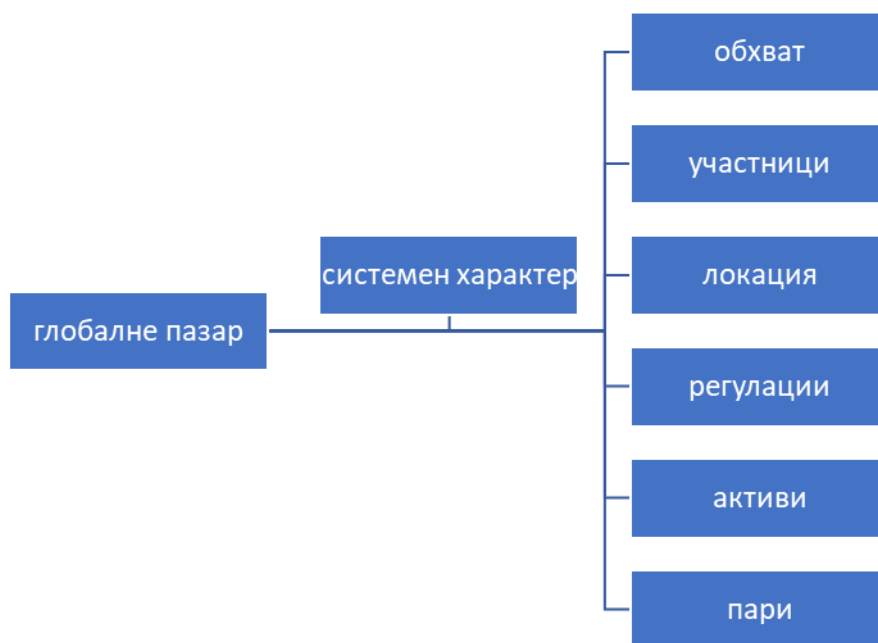 глобалне пазар
системен характер
обхват
участници
локация
регулации
активи
пари